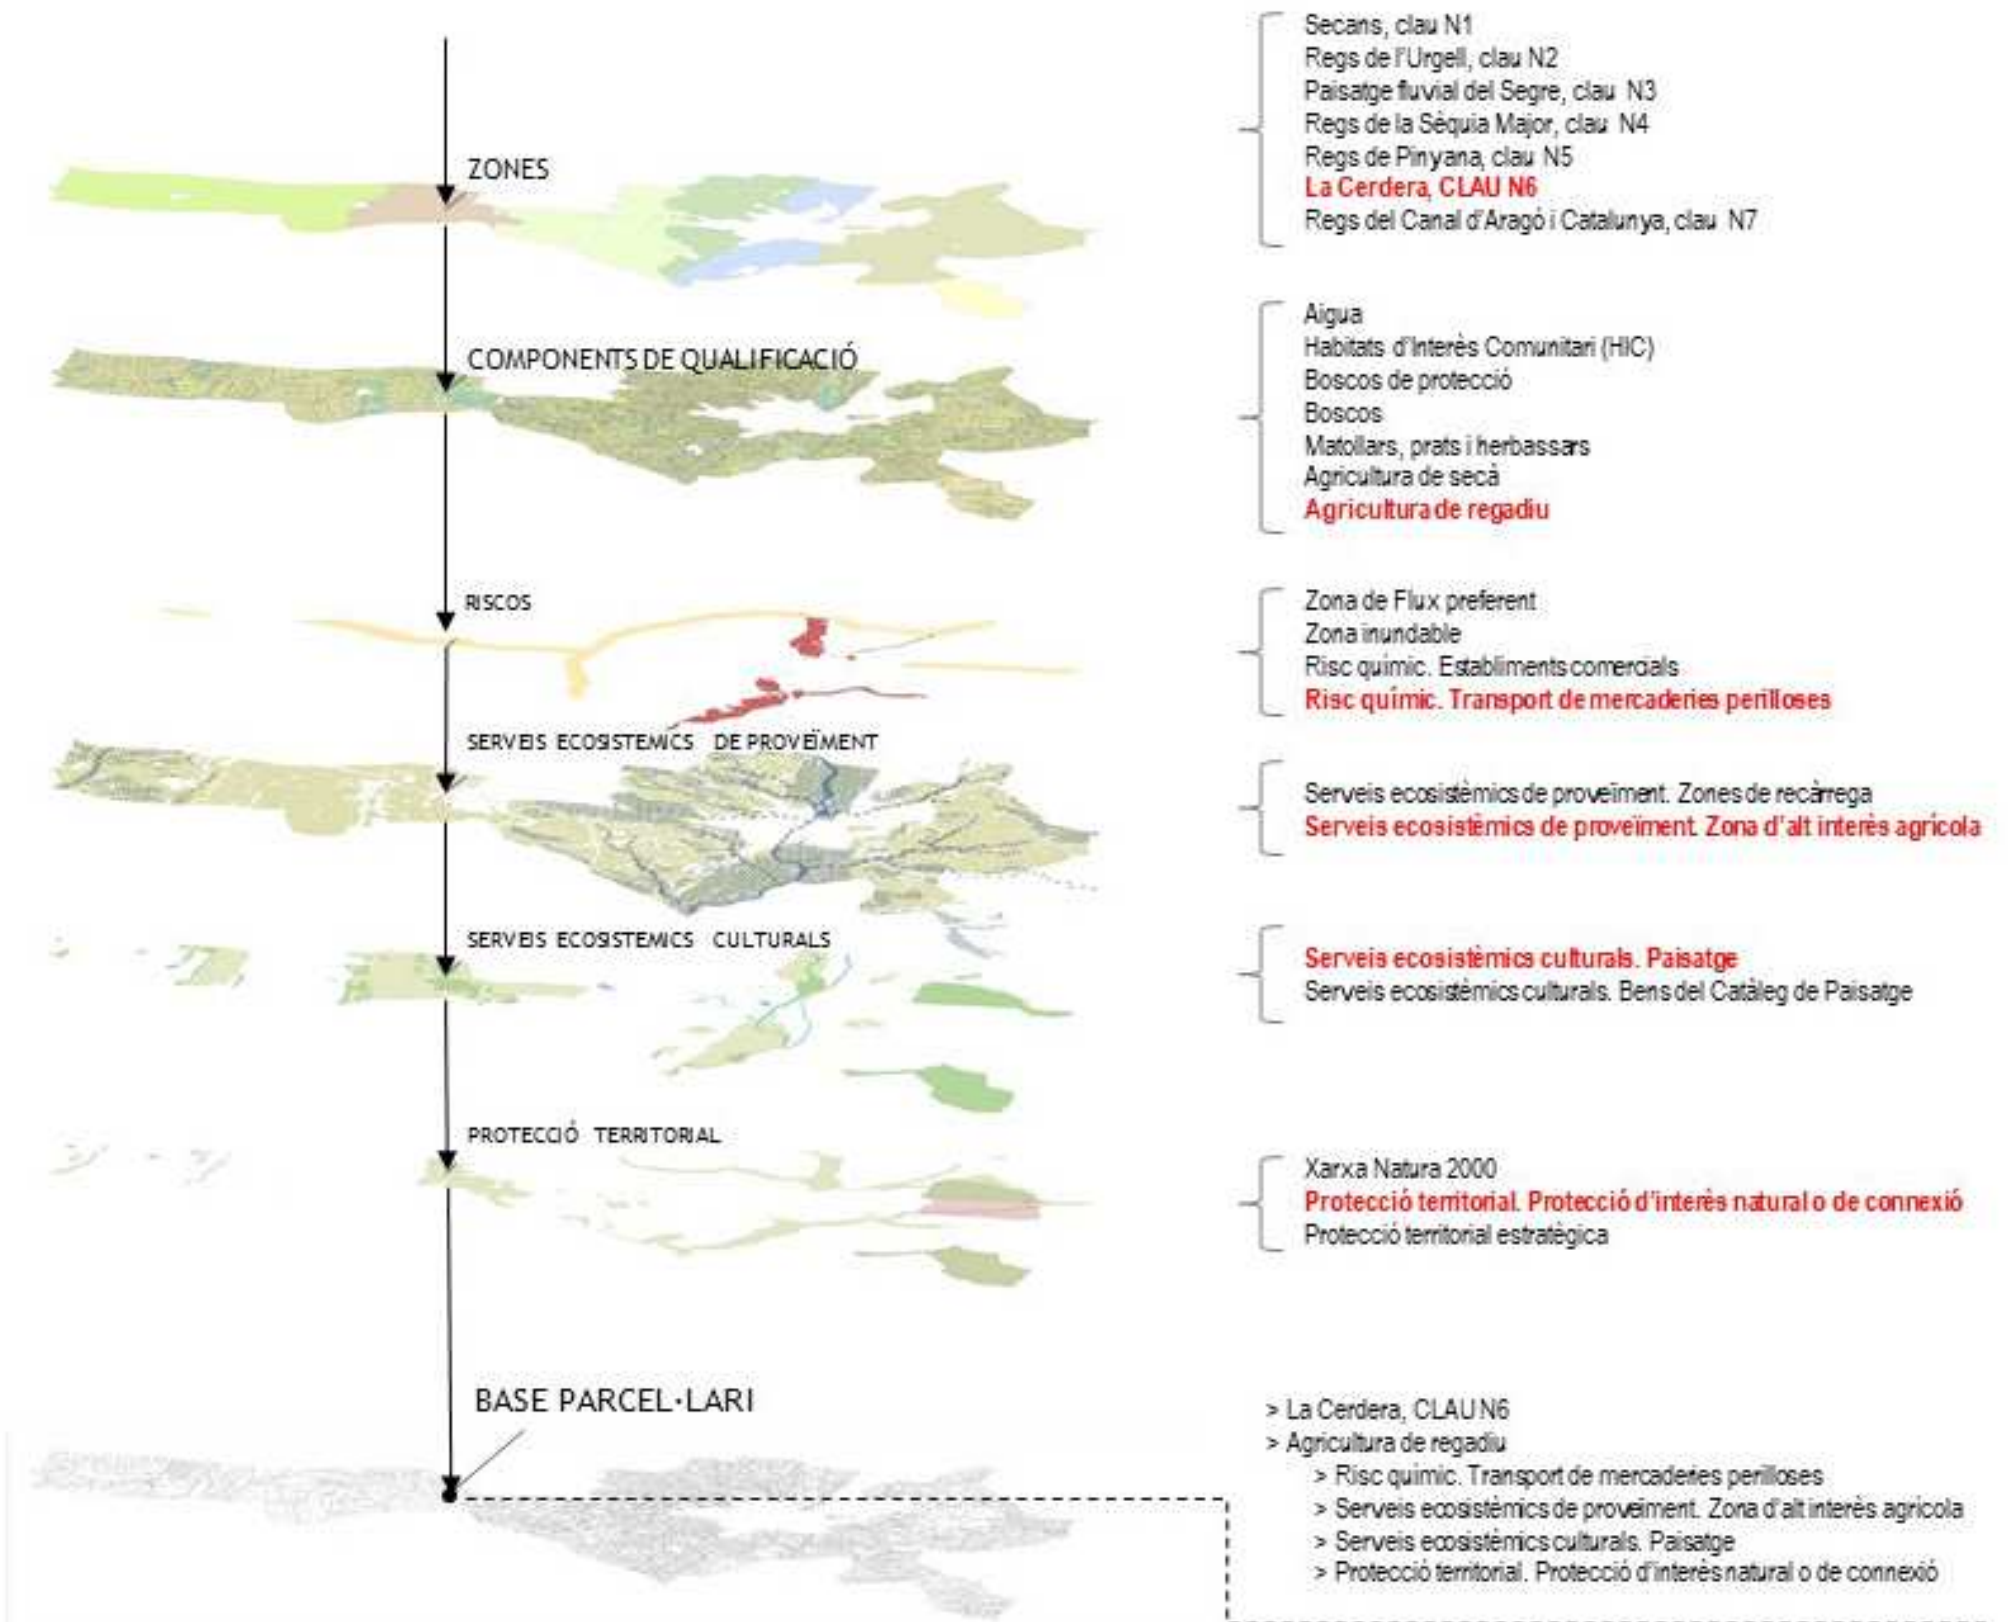 Secans, clau N1
Regs de l'Urgell, clau N2
Paisatge fluvial del Segre, clau N3
Regs de la Sèquia Major, clau N4
Regs de Pinyana, clau N5
La Cerdera, CLAU N6
Regs del Canal d'Aragó i Catalunya, clau N7
ZONES
Aigua
Habitats d'Interès Comunitari (HIC)
Boscos de protecció
Boscos
Matollars, prats i herbassars
Agricultura de secà
Agricultura de regadiu
COMPONENTS DE QUALIFICACIÓ
Zona de Flux preferent
Zona inundable
Risc químic. Establiments comercials
Risc químic. Transport de mercaderies perilloses
RISCOS
SERVEIS ECOSISTEMICS DE PROVEÏMENT
Serveis ecosistèmics de proveïment. Zones de recàrrega
Serveis ecosistèmics de proveïment. Zona d'alt interès agrícola
SERVEIS ECOSISTEMICS CULTURALS
Serveis ecosistèmics culturals. Paisatge
Serveis ecosistèmics culturals. Bens del Catàleg de Paisatge
PROTECCIÓ TERRITORIAL
Xarxa Natura 2000
Protecció territorial. Protecció d'interès natural o de connexió
Protecció territorial estratègica
BASE PARCEL·LARI
> La Cerdera, CLAU N6
> Agricultura de regadiu
> Risc químic. Transport de mercaderies perilloses
> Serveis ecosistèmics de proveïment. Zona d'alt interès agrícola
> Serveis ecosistèmics culturals. Paisatge
> Protecció territorial. Protecció d'interès natural o de connexió